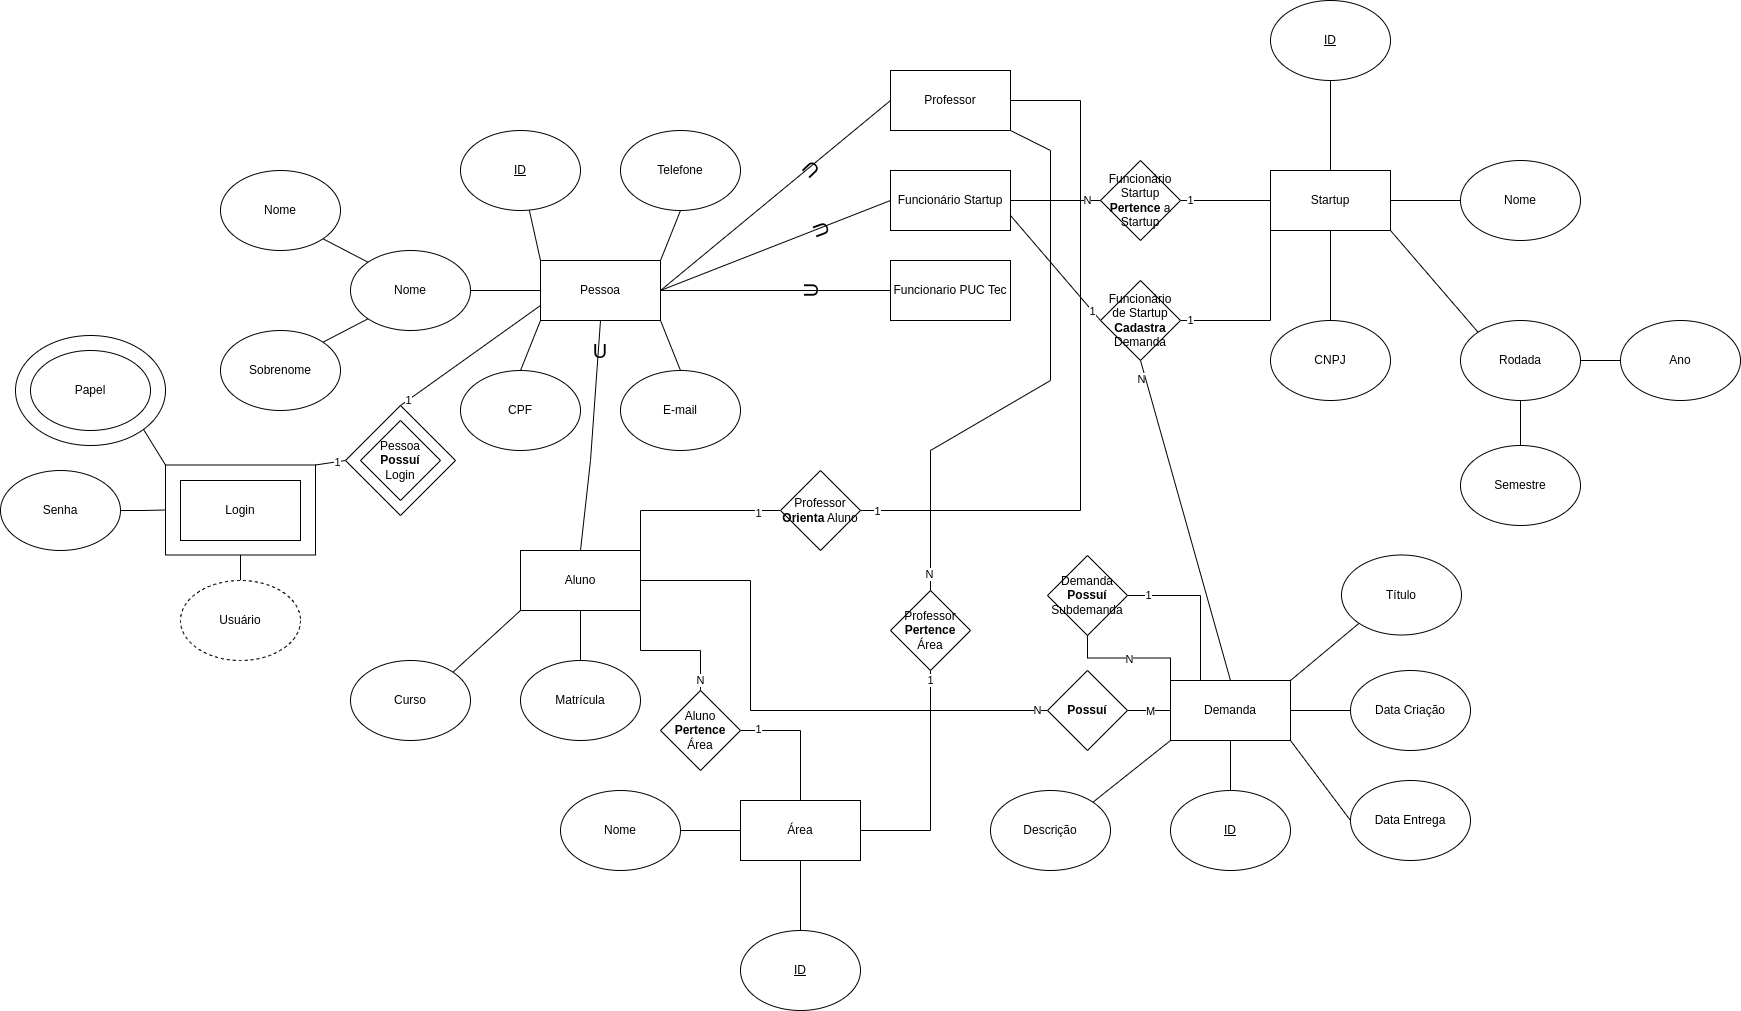 ID
Professor
ID
Telefone
Nome
Funcionário Startup
N
Funcionario
Startup
Pertence a
Startup
1
Startup
Nome
Nome
Pessoa
U
U
U
Funcionario PUC Tec
1
Funcionario
de Startup
Cadastra
Demanda
1
N
U
Sobrenome
CPF
E-mail
CNPJ
Rodada
Ano
Papel
1
Pessoa
Possuí
Login
1
Semestre
Senha
Login
1
Professor
Orienta Aluno
1
Usuário
Aluno
N
Professor
Pertence
Área
1
Demanda
Possuí
Subdemanda
1
N
Título
Curso
Matrícula
N
Aluno
Pertence
Área
1
N
Possuí
M
Demanda
Data Criação
Nome
Área
Descrição
ID
Data Entrega
ID